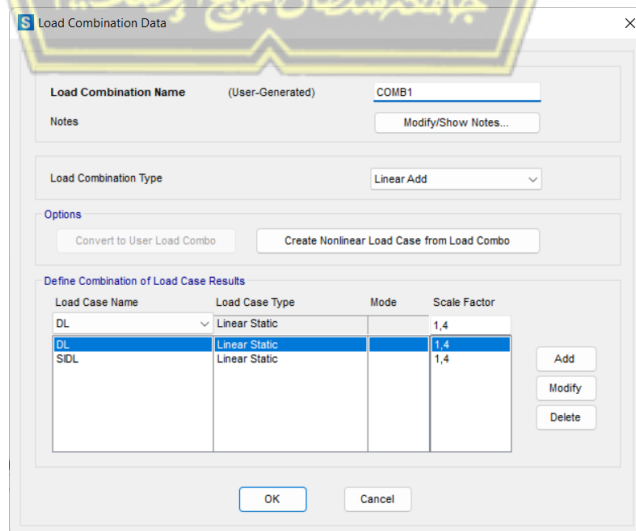 S Load Combination Data
Load Combination Name (User-Generated) COMB1
Notes Modify/Show Notes...
Load Combination Type Linear Add
Options
Convert to User Load Combo Create Nonlinear Load Case from Load Combo
Define Combination of Load Case Results
Load Case Name Load Case Type Mode Scale Factor
DL Linear Static 1,4
DL Linear Static 1,4
SIDL Linear Static 1,4
Add
Modify
Delete
OK Cancel